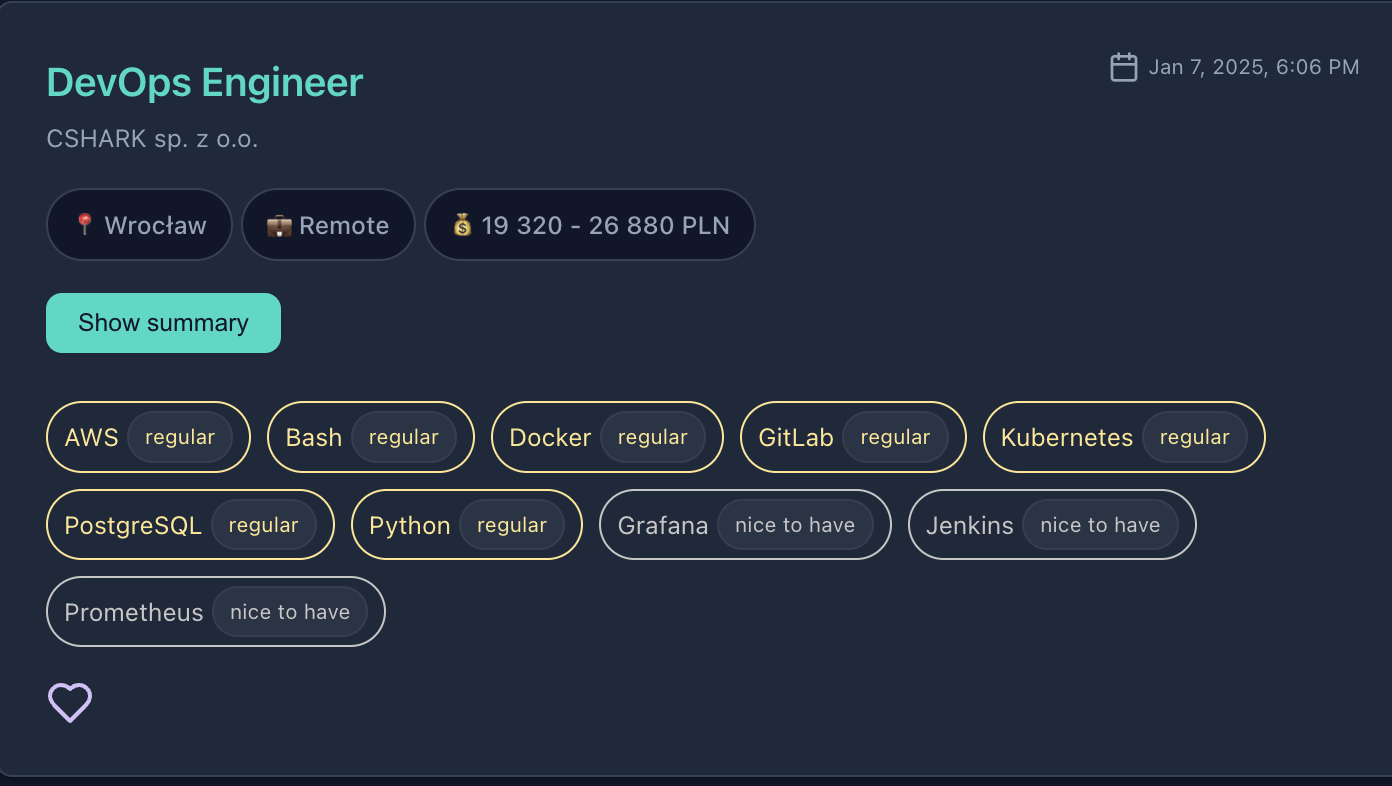 DevOps Engineer
Jan 7, 2025, 6:06 PM
CSHARK sp. z o.o.
Wrocław Remote 19 320 - 26 880 PLN
Show summary
AWS regular Bash regular Docker regular GitLab regular Kubernetes regular
PostgreSQL regular Python regular Grafana nice to have Jenkins nice to have
Prometheus nice to have